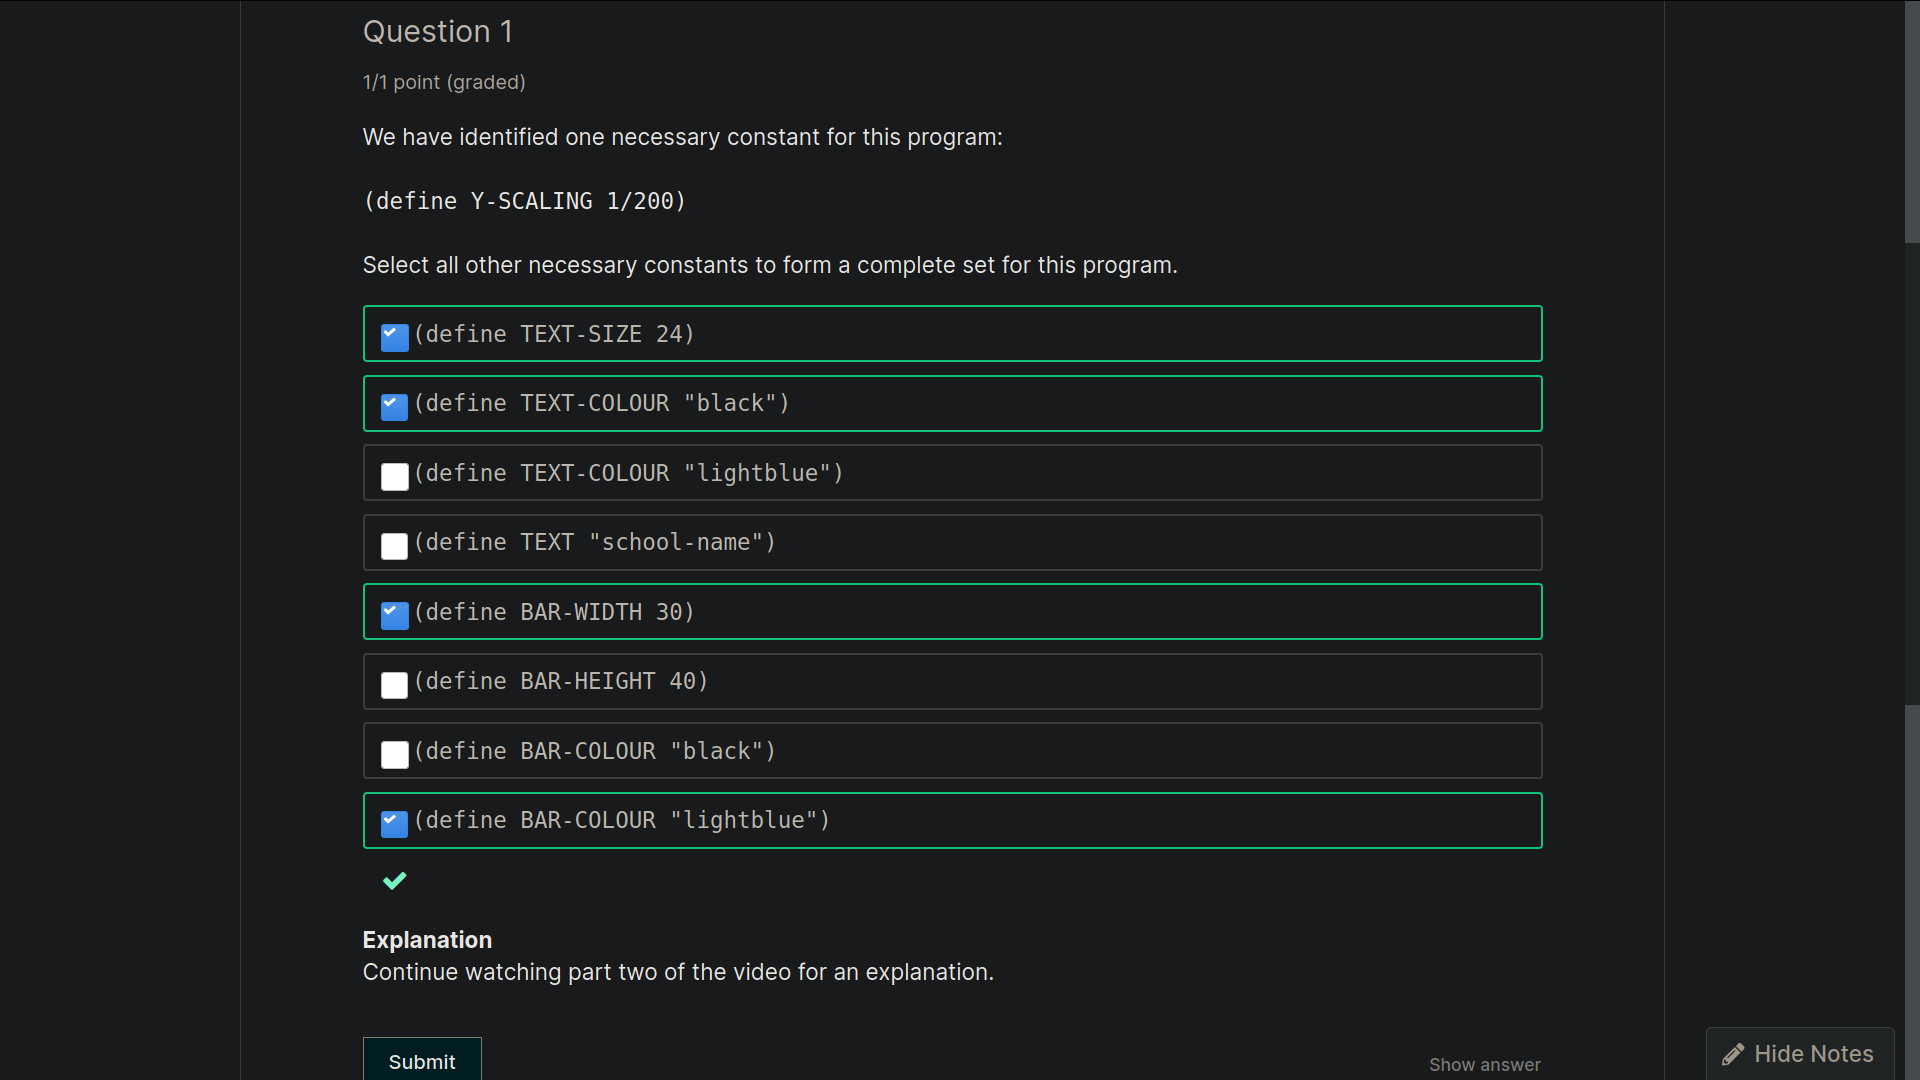 Question 1
1/1 point (graded)
We have identified one necessary constant for this program:
(define Y-SCALING 1/200)
Select all other necessary constants to form a complete set for this program.
(define TEXT-SIZE 24)
(define TEXT-COLOUR "black")
(define TEXT-COLOUR "lightblue")
(define TEXT "school-name")
(define BAR-WIDTH 30)
(define BAR-HEIGHT 40)
(define BAR-COLOUR "black")
(define BAR-COLOUR "lightblue")
Explanation
Continue watching part two of the video for an explanation.
Submit
Show answer
Hide Notes